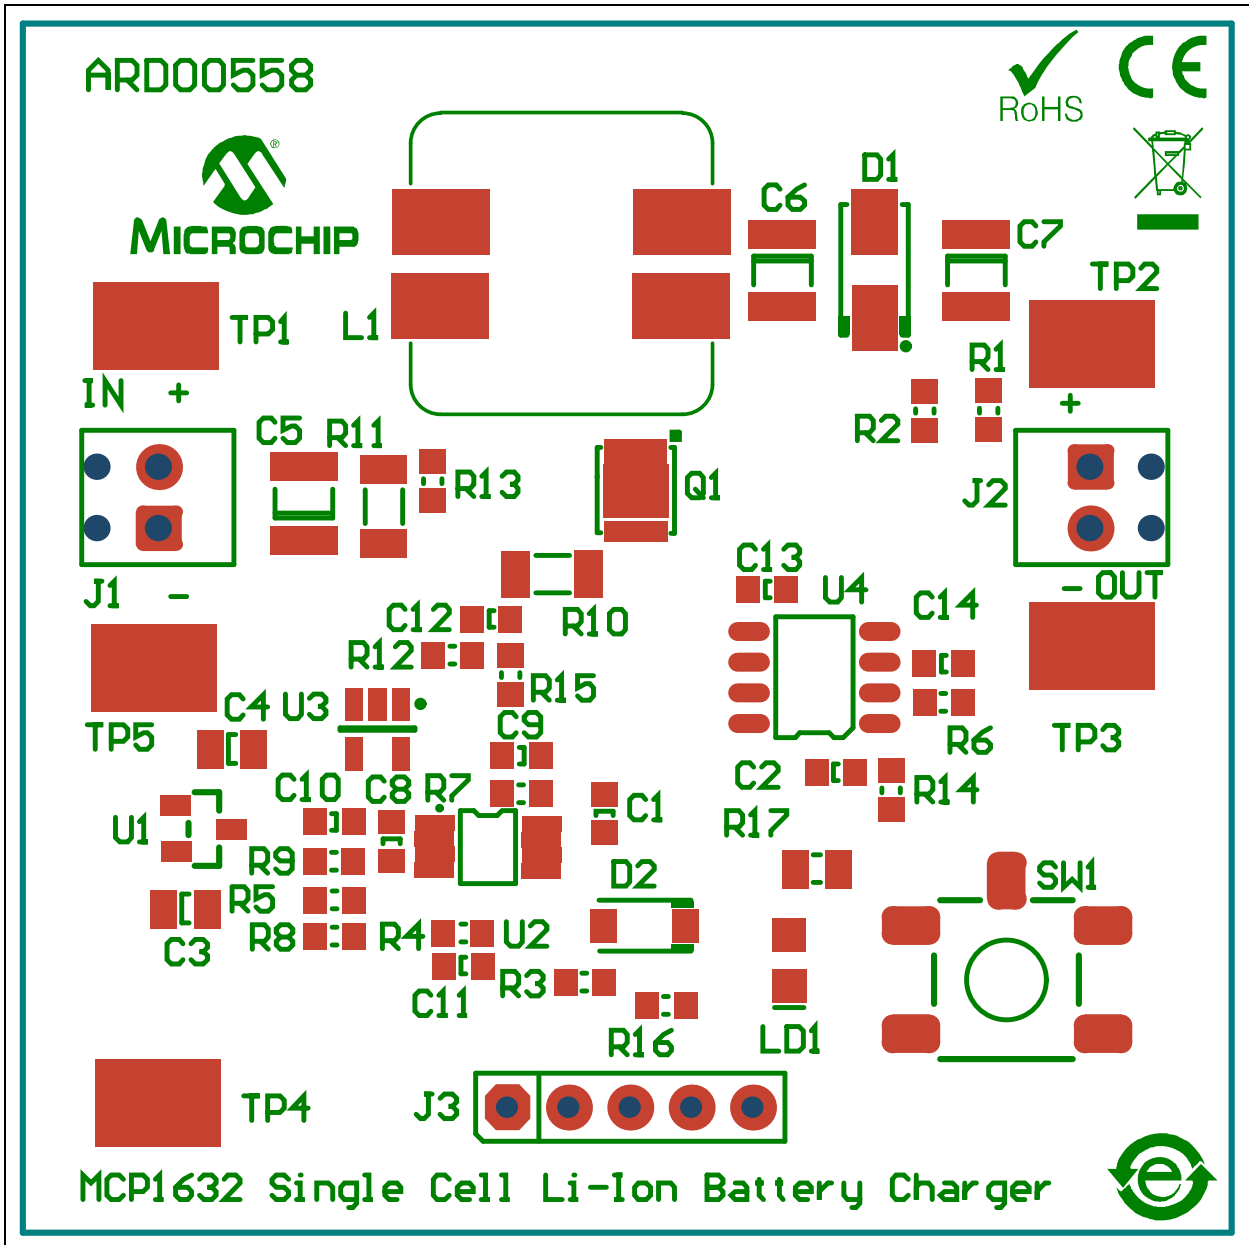 ARD00558
RoHS
CE
MICROCHIP®
D1
C6
C7
TP2
TP1
L1
R1
IN +
+
C5
R11
R2
R13
Q1
J2
C13
U4
J1 -
- OUT
C14
C12
R10
R12
R15
C4
U3
C9
TP5
R6
TP3
C2
C10
C8
R7
R14
C1
R17
U1
R9
D2
SW1
R5
R8
R4
U2
C3
R3
C11
R16
LD1
TP4
J3
MCP1632 Single Cell Li-Ion Battery Charger
e